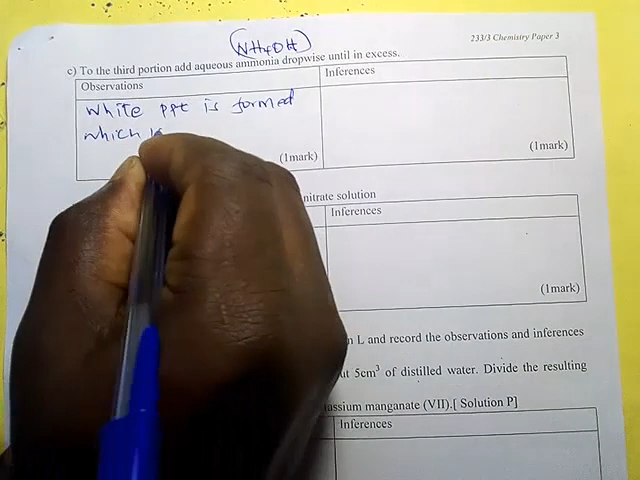 233/3 Chemistry Paper 3
(NH4OH)
c) To the third portion add aqueous ammonia dropwise until in excess.
Observations
Inferences
White ppt is formed
which is
(1mark)
(1mark)
nitrate solution
Inferences
(1mark)
L and record the observations and inferences
5cm³ of distilled water. Divide the resulting
manganate (VII).[ Solution P]
Inferences